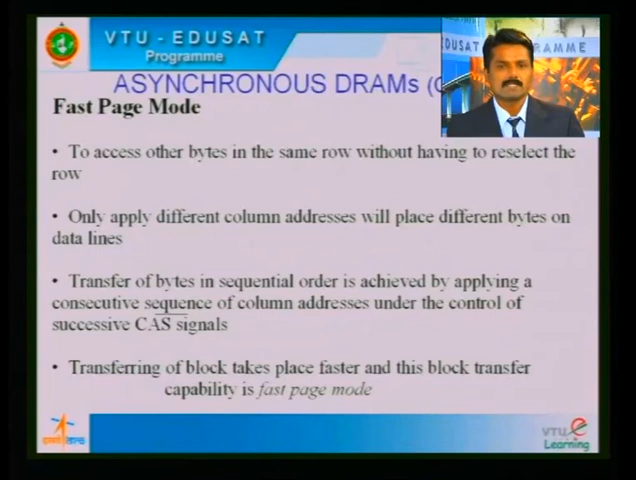 VTU - EDUSAT
Programme
EDUSAT PROGRAMME
ASYNCHRONOUS DRAMs (
Fast Page Mode
• To access other bytes in the same row without having to reselect the
row
• Only apply different column addresses will place different bytes on
data lines
• Transfer of bytes in sequential order is achieved by applying a
consecutive sequence of column addresses under the control of
successive CAS signals
• Transferring of block takes place faster and this block transfer
capability is fast page mode
VTU e
Learning